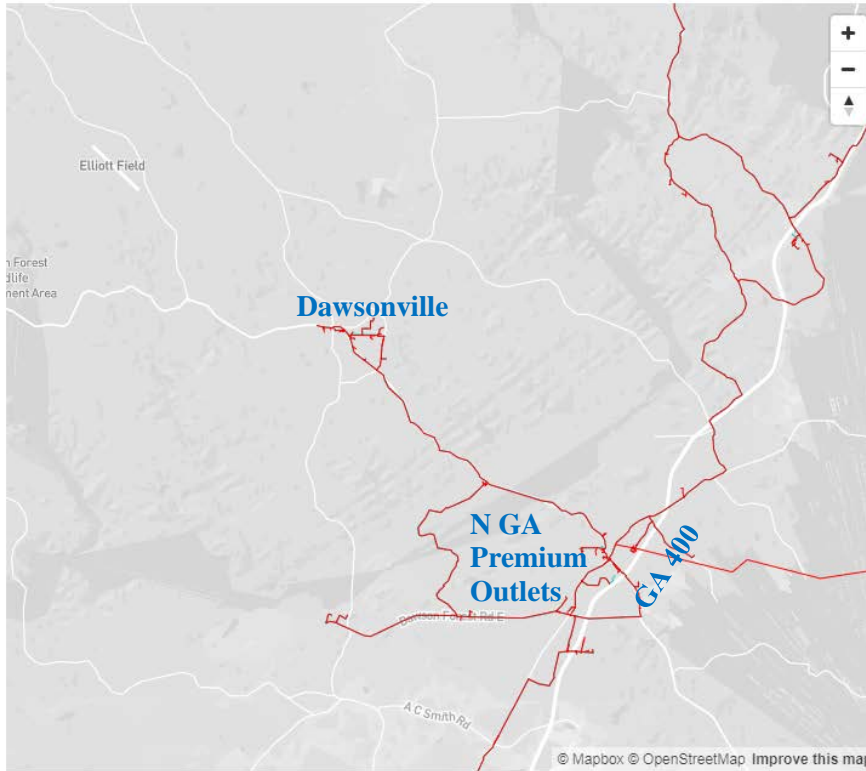 +
−
Elliott Field
n Forest
dlife
ment Area
Dawsonville
N GA
Premium
Outlets
GA 400
Dawson Forest Rd E
A C Smith Rd
© Mapbox © OpenStreetMap Improve this map